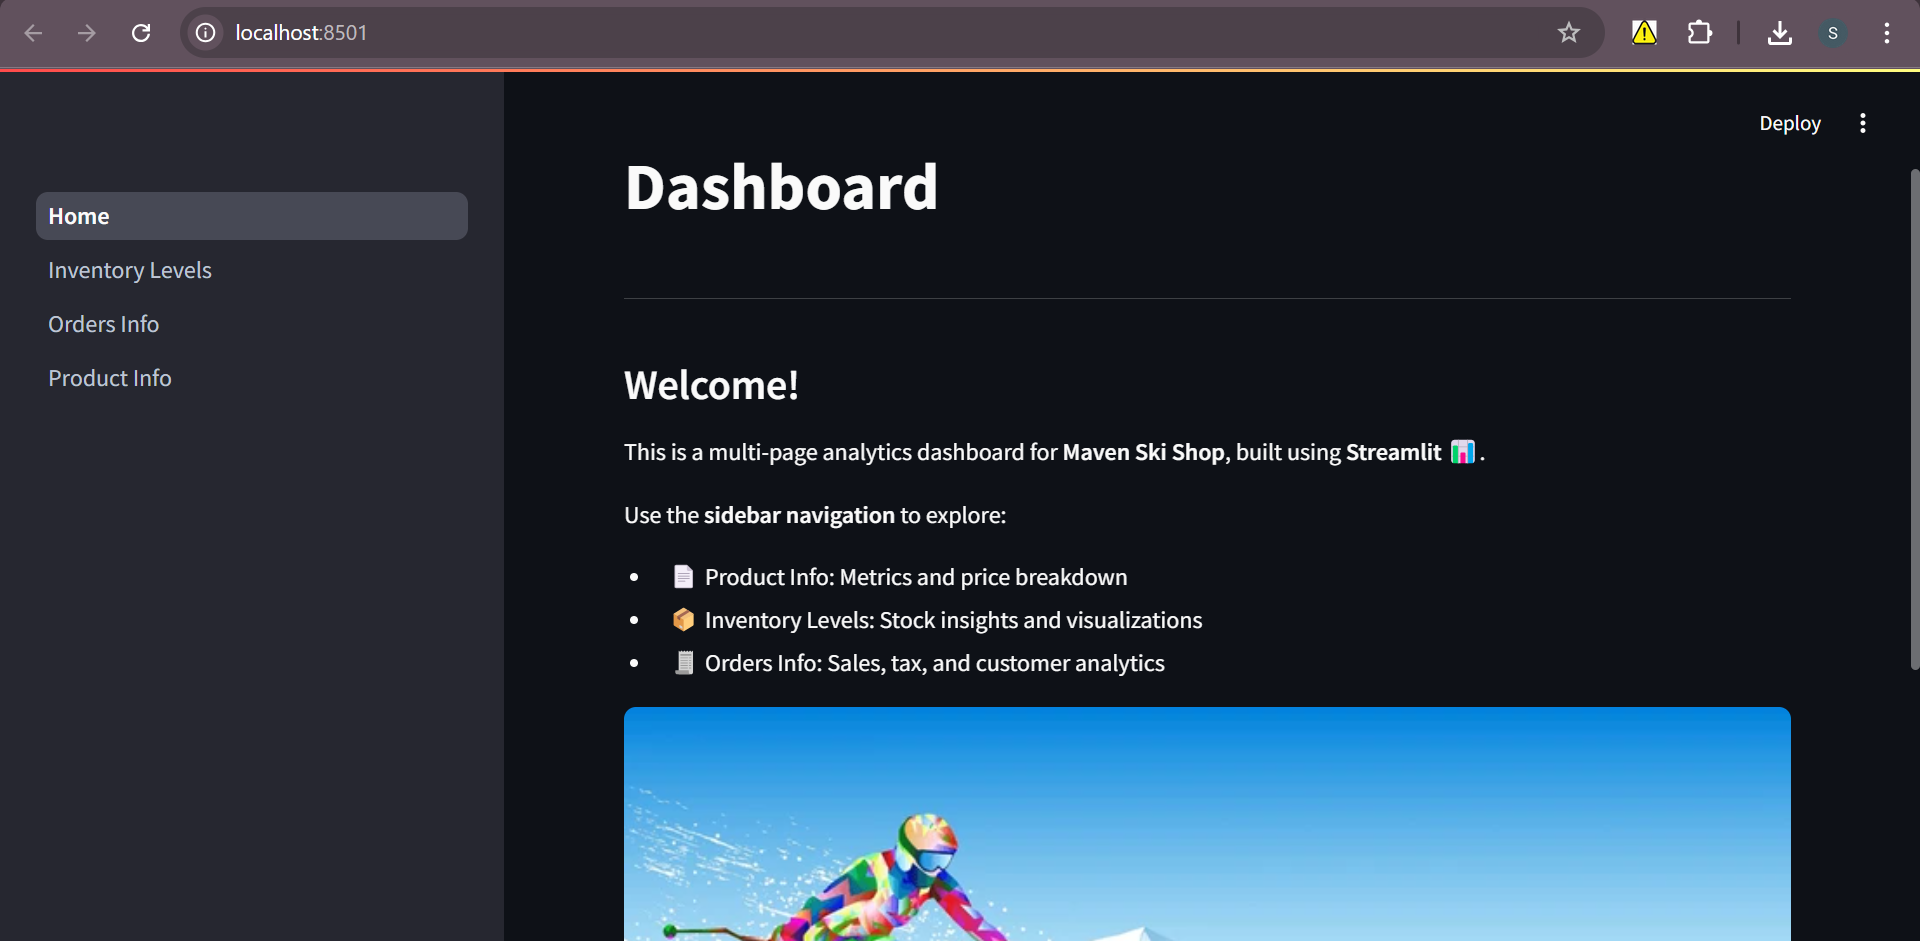 localhost:8501
S
Deploy
Home
Inventory Levels
Orders Info
Product Info
Dashboard
Welcome!
This is a multi-page analytics dashboard for Maven Ski Shop, built using Streamlit 📊.
Use the sidebar navigation to explore:
• 📄 Product Info: Metrics and price breakdown
• 📦 Inventory Levels: Stock insights and visualizations
• 🧾 Orders Info: Sales, tax, and customer analytics